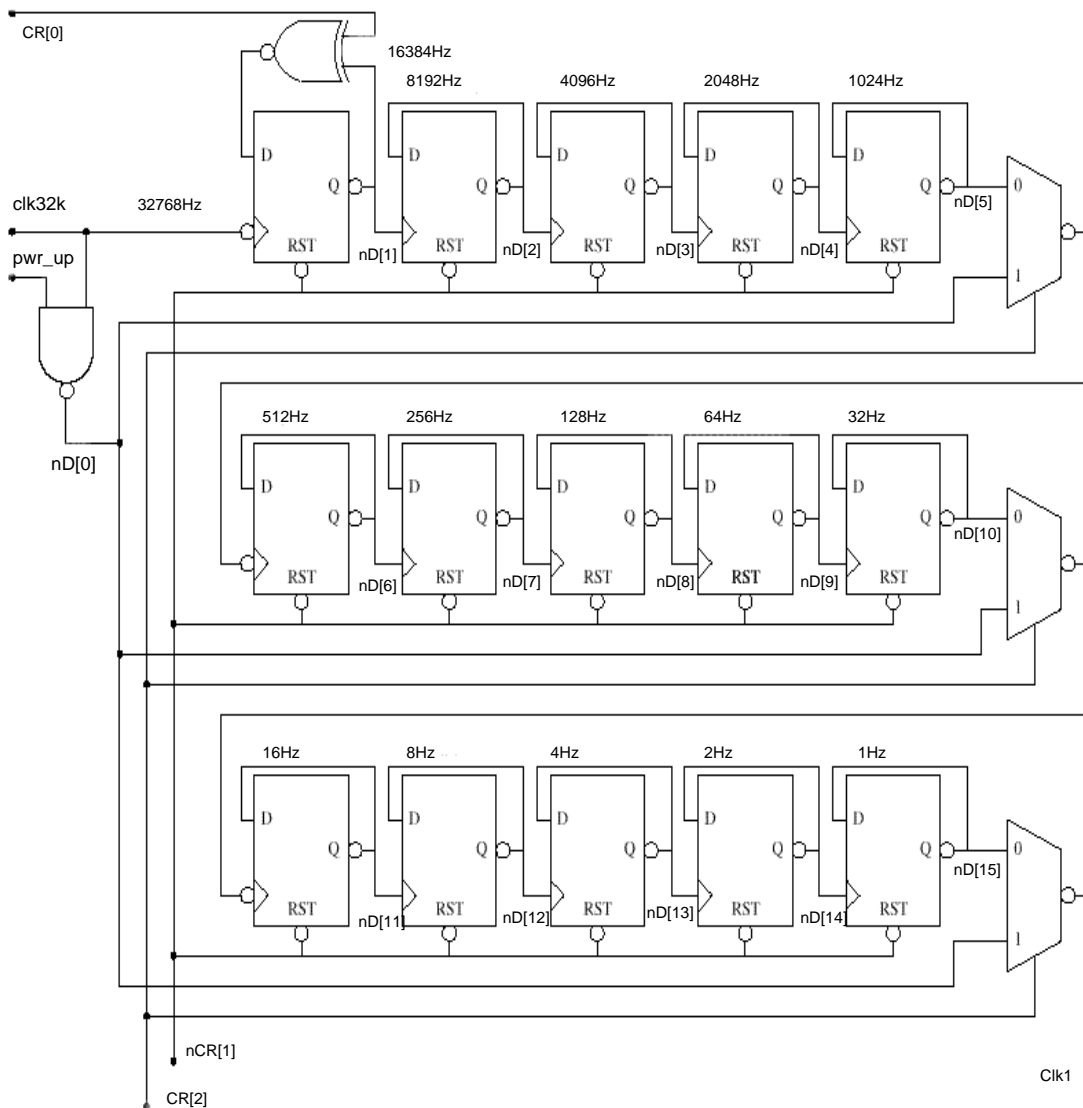 CR[0]
16384Hz
8192Hz 4096Hz 2048Hz 1024Hz
D D D D D
Q Q Q Q Q 0
clk32k 32768Hz nD[5]
RST RST RST RST RST
nD[1] nD[2] nD[3] nD[4]
pwr_up
1
512Hz 256Hz 128Hz 64Hz 32Hz
nD[0]
D D D D D
Q Q Q Q Q 0
nD[10]
RST RST RST RST RST
nD[6] nD[7] nD[8] nD[9]
1
16Hz 8Hz 4Hz 2Hz 1Hz
D D D D D
Q Q Q Q Q 0
nD[15]
RST RST RST RST RST
nD[11] nD[12] nD[13] nD[14]
1
nCR[1]
Clk1
CR[2]